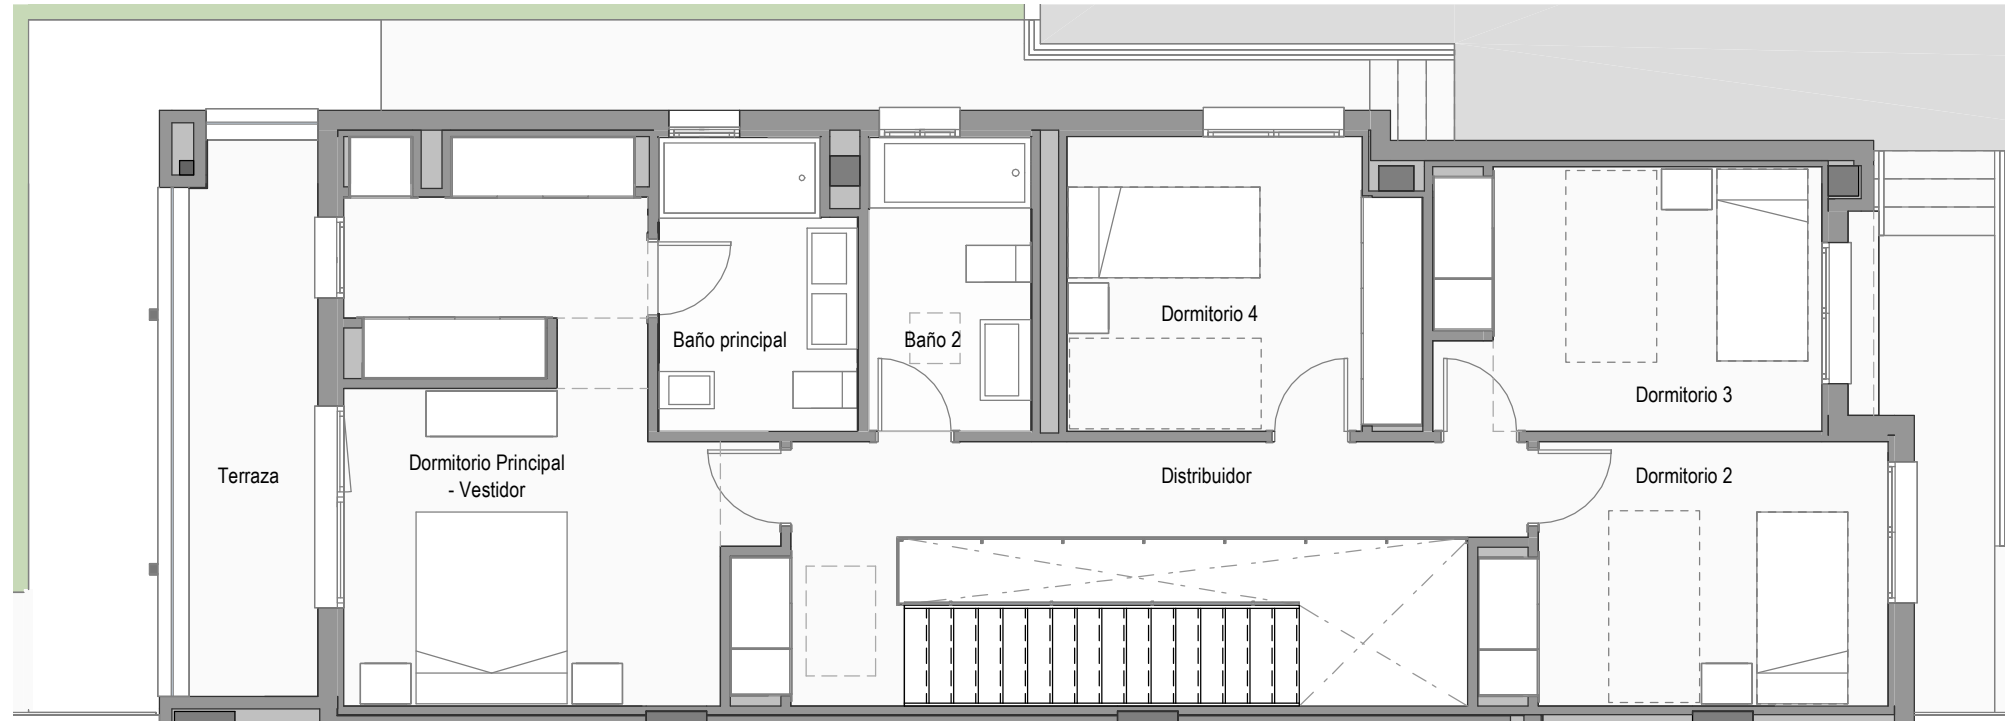 Dormitorio 4
Baño principal
Baño 2
Dormitorio 3
Dormitorio Principal
- Vestidor
Terraza
Distribuidor
Dormitorio 2